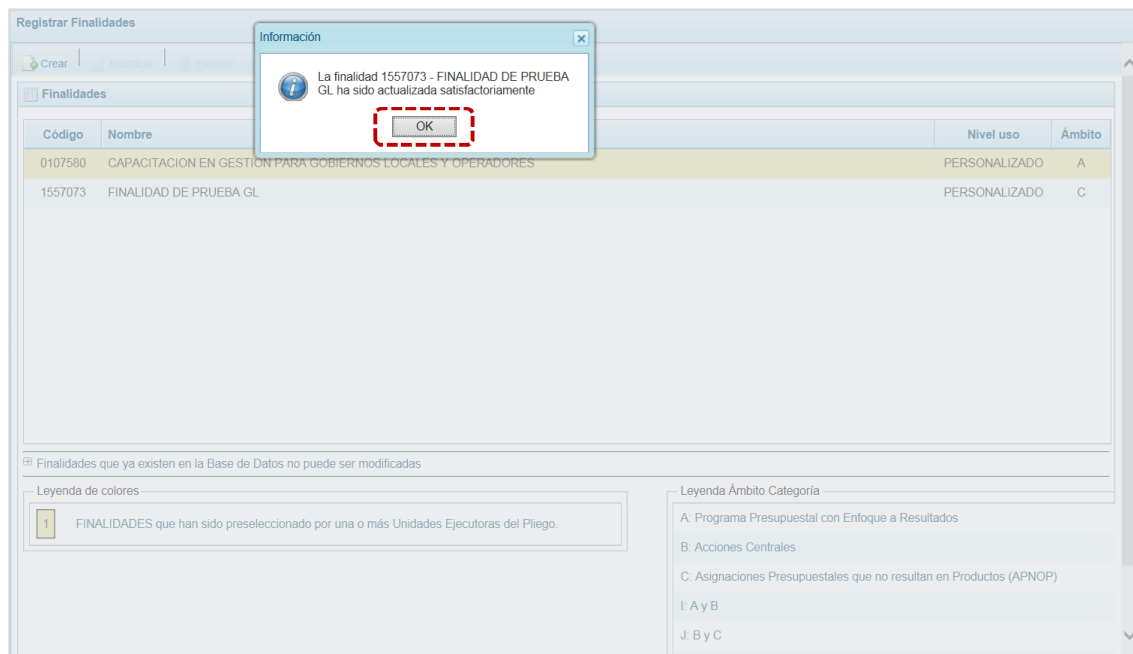 Registrar Finalidades
Información
Crear
Modificar
Eliminar
La finalidad 1557073 - FINALIDAD DE PRUEBA
GL ha sido actualizada satisfactoriamente
OK
Finalidades
Código Nombre Nivel uso Ámbito
0107580 CAPACITACION EN GESTION PARA GOBIERNOS LOCALES Y OPERADORES PERSONALIZADO A
1557073 FINALIDAD DE PRUEBA GL PERSONALIZADO C
Finalidades que ya existen en la Base de Datos no puede ser modificadas
Leyenda de colores
1 FINALIDADES que han sido preseleccionado por una o más Unidades Ejecutoras del Pliego.
Leyenda Ámbito Categoría
A: Programa Presupuestal con Enfoque a Resultados
B: Acciones Centrales
C: Asignaciones Presupuestales que no resultan en Productos (APNOP)
I: A y B
J: B y C